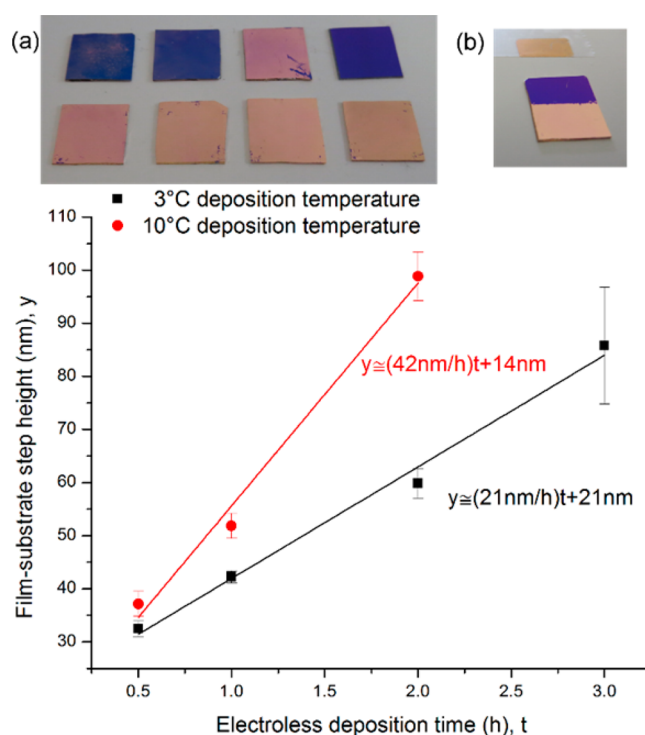 (a)
(b)
3°C deposition temperature
10°C deposition temperature
110
100
90
80
70
60
50
40
30
y≅(42nm/h)t+14nm
y≅(21nm/h)t+21nm
0.5
1.0
1.5
2.0
2.5
3.0
Film-substrate step height (nm), y
Electroless deposition time (h), t